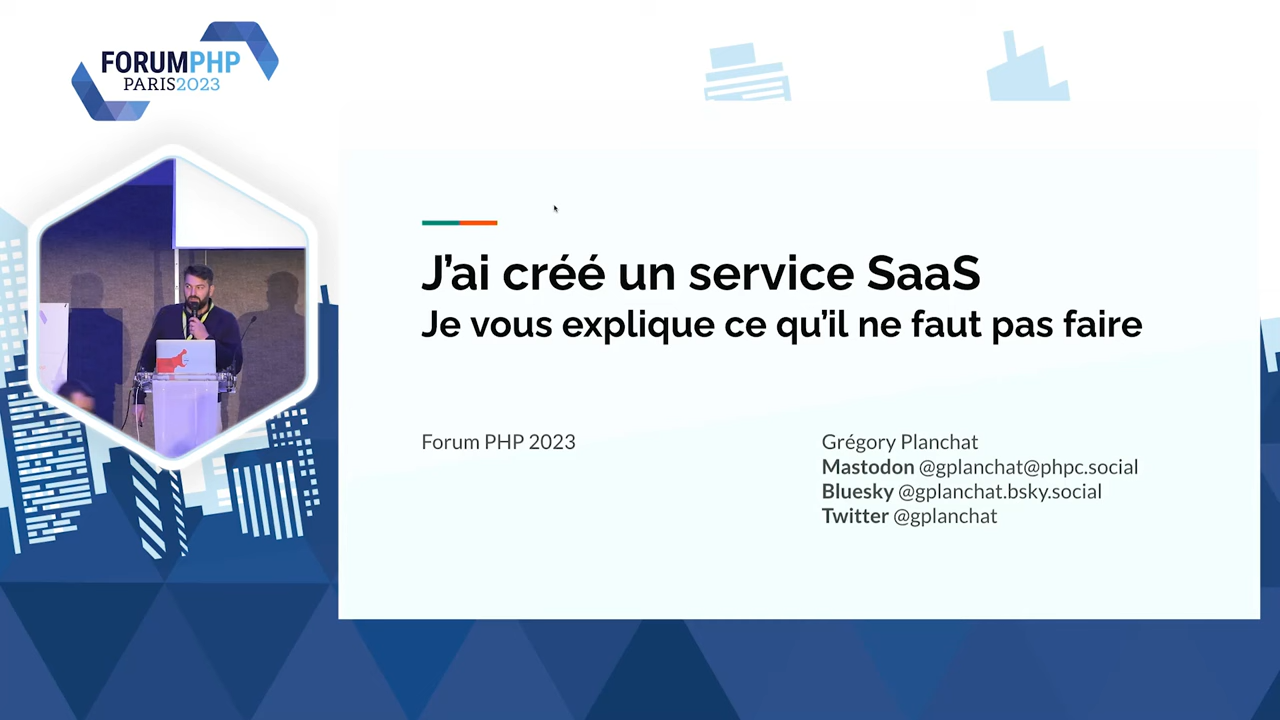 FORUMPHP
PARIS2023
J'ai créé un service SaaS
Je vous explique ce qu'il ne faut pas faire
Forum PHP 2023
Grégory Planchat
Mastodon @gplanchat@phpc.social
Bluesky @gplanchat.bsky.social
Twitter @gplanchat